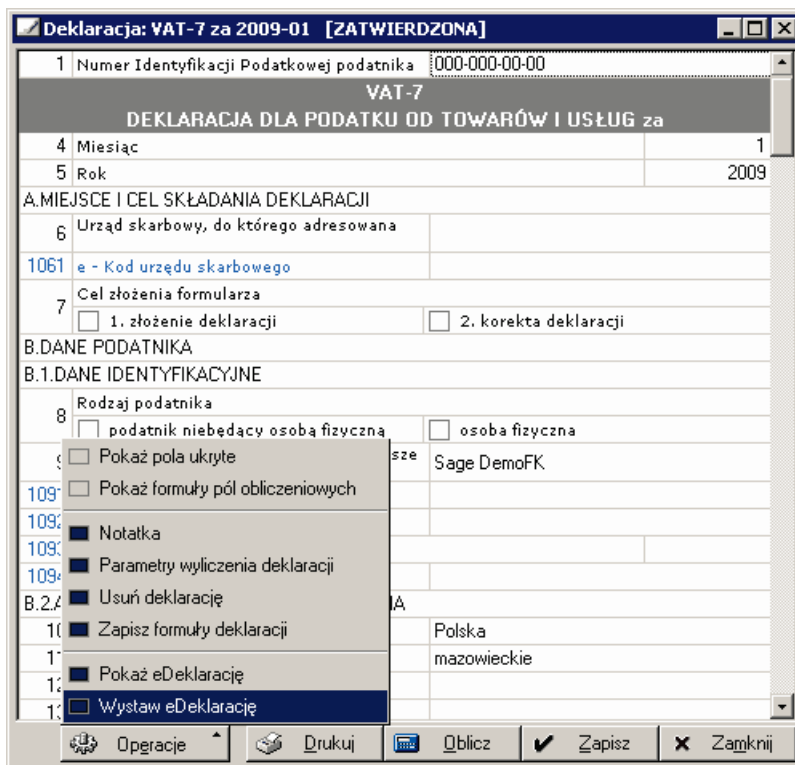 Deklaracja: VAT-7 za 2009-01 [ZATWIERDZONA]
1 Numer Identyfikacji Podatkowej podatnika 000-000-00-00
VAT-7
DEKLARACJA DLA PODATKU OD TOWARÓW I USŁUG za
4 Miesiąc 1
5 Rok 2009
A.MIEJSCE I CEL SKŁADANIA DEKLARACJI
6 Urząd skarbowy, do którego adresowana
1061 e - Kod urzędu skarbowego
7 Cel złożenia formularza
1. złożenie deklaracji 2. korekta deklaracji
B.DANE PODATNIKA
B.1.DANE IDENTYFIKACYJNE
8 Rodzaj podatnika
podatnik niebędący osobą fizyczną osoba fizyczna
Pokaż pola ukryte sze Sage DemoFK
Pokaż formuły pól obliczeniowych
Notatka
Parametry wyliczenia deklaracji
Usuń deklarację
B.2.
Zapisz formuły deklaracji Polska
mazowieckie
Pokaż eDeklarację
Wystaw eDeklarację
Operacje Drukuj Oblicz Zapisz Zamknij